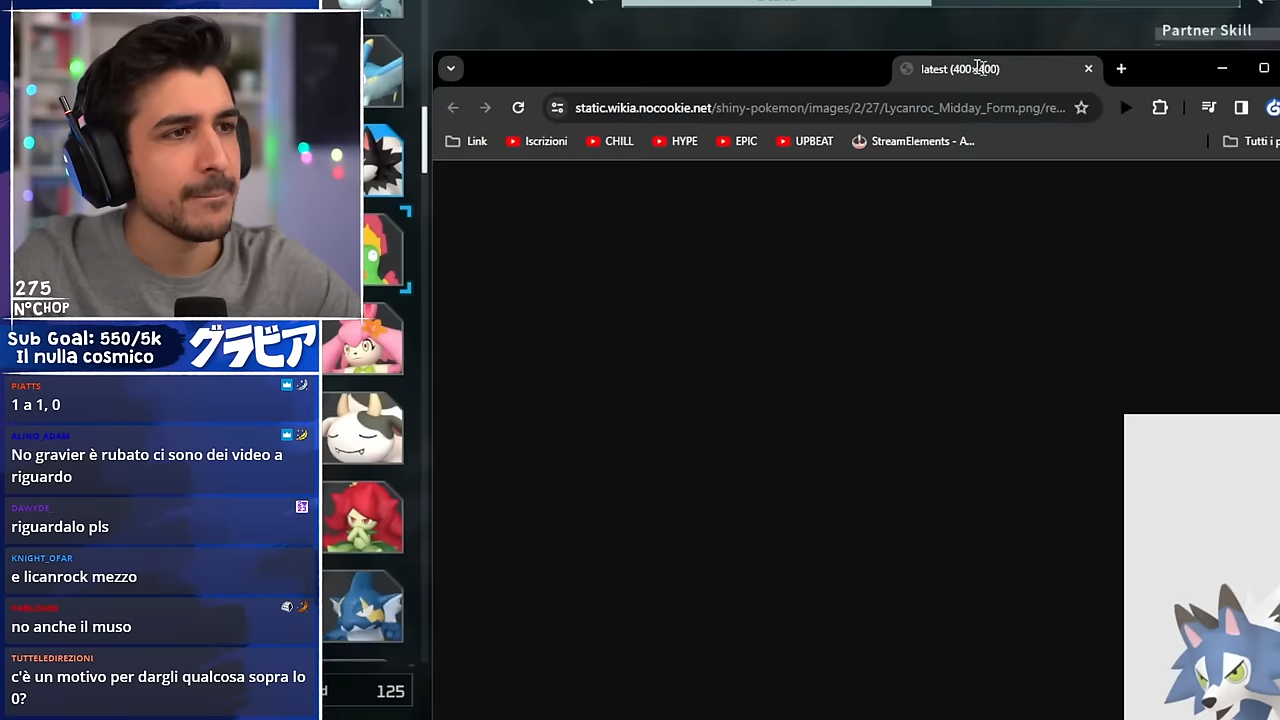 Partner Skill
latest (400×400)
static.wikia.nocookie.net/shiny-pokemon/images/2/27/Lycanroc_Midday_Form.png/re...
Link
Iscrizioni
CHILL
HYPE
EPIC
UPBEAT
StreamElements - A...
Tutti i p
275
N°CHOP
Sub Goal: 550/5k
Il nulla cosmico
グラビア
PIATTS
1 a 1, 0
ALINO_ADAM
No gravier è rubato ci sono dei video a
riguardo
DAWYDE_
riguardalo pls
KNIGHT_OFAR
e licanrock mezzo
no anche il muso
TUTTELEDIREZIONI
c'è un motivo per dargli qualcosa sopra lo
0?
d 125